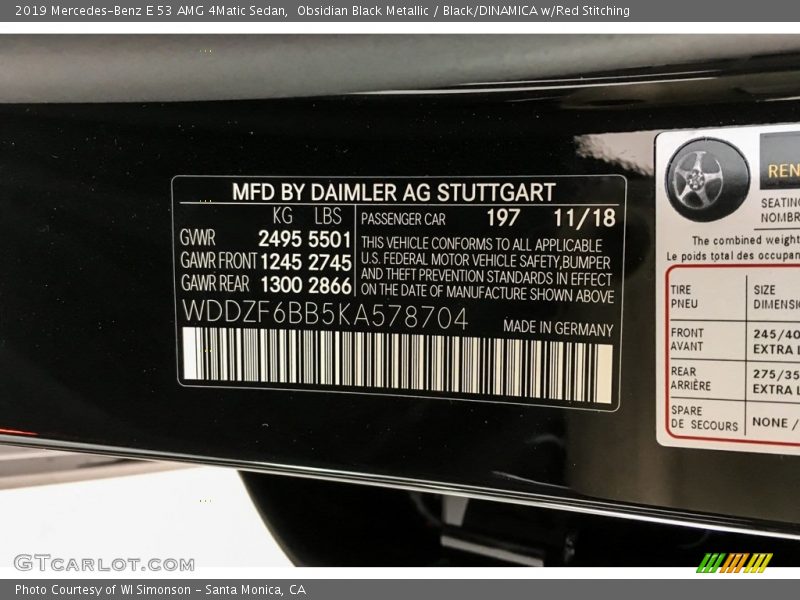 2019 Mercedes-Benz E 53 AMG 4Matic Sedan,  Obsidian Black Metallic / Black/DINAMICA w/Red Stitching
MFD BY DAIMLER AG STUTTGART
KG LBS
GVWR 2495 5501
GAWR FRONT 1245 2745
GAWR REAR 1300 2866
PASSENGER CAR 197 11/18
THIS VEHICLE CONFORMS TO ALL APPLICABLE
U.S. FEDERAL MOTOR VEHICLE SAFETY,BUMPER
AND THEFT PREVENTION STANDARDS IN EFFECT
ON THE DATE OF MANUFACTURE SHOWN ABOVE
WDDZF6BB5KA578704
MADE IN GERMANY
REN
SEATING
NOMBR
The combined weight
Le poids total des occupan
TIRE SIZE
PNEU DIMENSI
FRONT 245/40
AVANT EXTRA L
REAR 275/35
ARRIÈRE EXTRA L
SPARE NONE /
DE SECOURS
GTCARLOT.COM
Photo Courtesy of WI Simonson - Santa Monica, CA